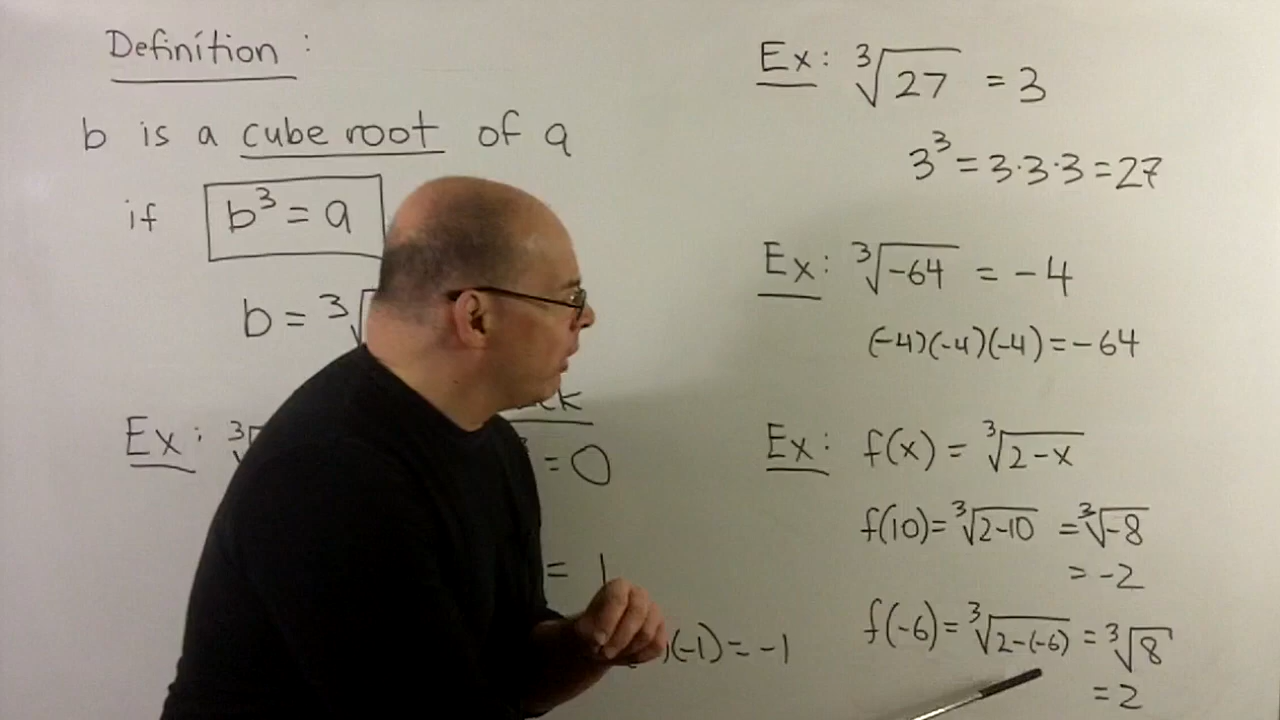 Definition :
b is a cube root of a
if b³ = a
b = ³√
Ex : ³√
= 0
= 1
(-1) = -1
Ex : ³√27 = 3
3³ = 3·3·3 = 27
Ex : ³√-64 = -4
(-4)(-4)(-4) = -64
Ex : f(x) = ³√2-x
f(10) = ³√2-10 = ³√-8
= -2
f(-6) = ³√2-(-6) = ³√8
= 2